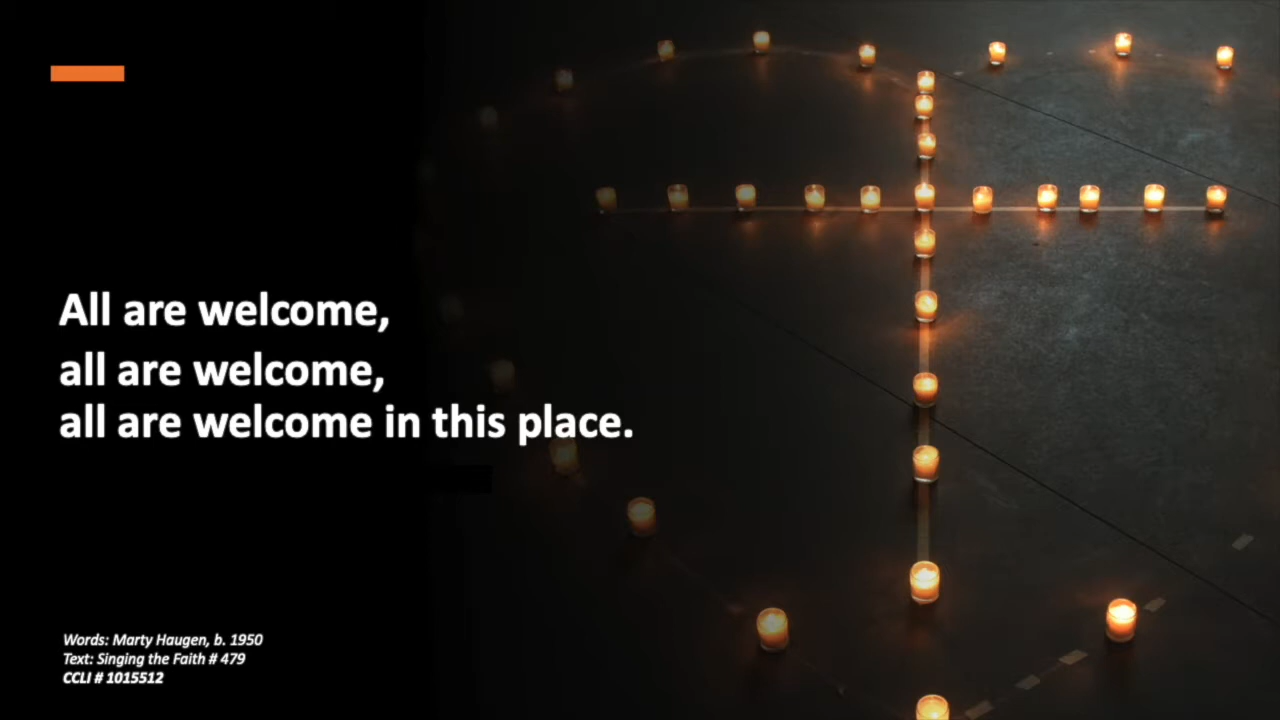 All are welcome,
all are welcome,
all are welcome in this place.
Words: Marty Haugen, b. 1950
Text: Singing the Faith # 479
CCLI # 1015512